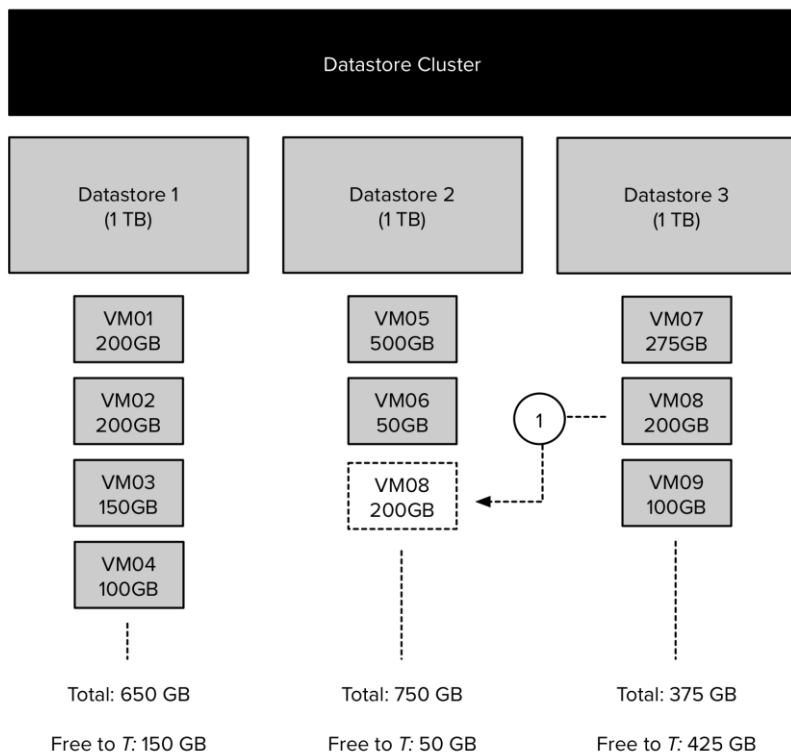 Datastore Cluster
Datastore 1
(1 TB)
Datastore 2
(1 TB)
Datastore 3
(1 TB)
VM01
200GB
VM02
200GB
VM03
150GB
VM04
100GB
VM05
500GB
VM06
50GB
VM08
200GB
1
VM07
275GB
VM08
200GB
VM09
100GB
Total: 650 GB
Total: 750 GB
Total: 375 GB
Free to T: 150 GB
Free to T: 50 GB
Free to T: 425 GB